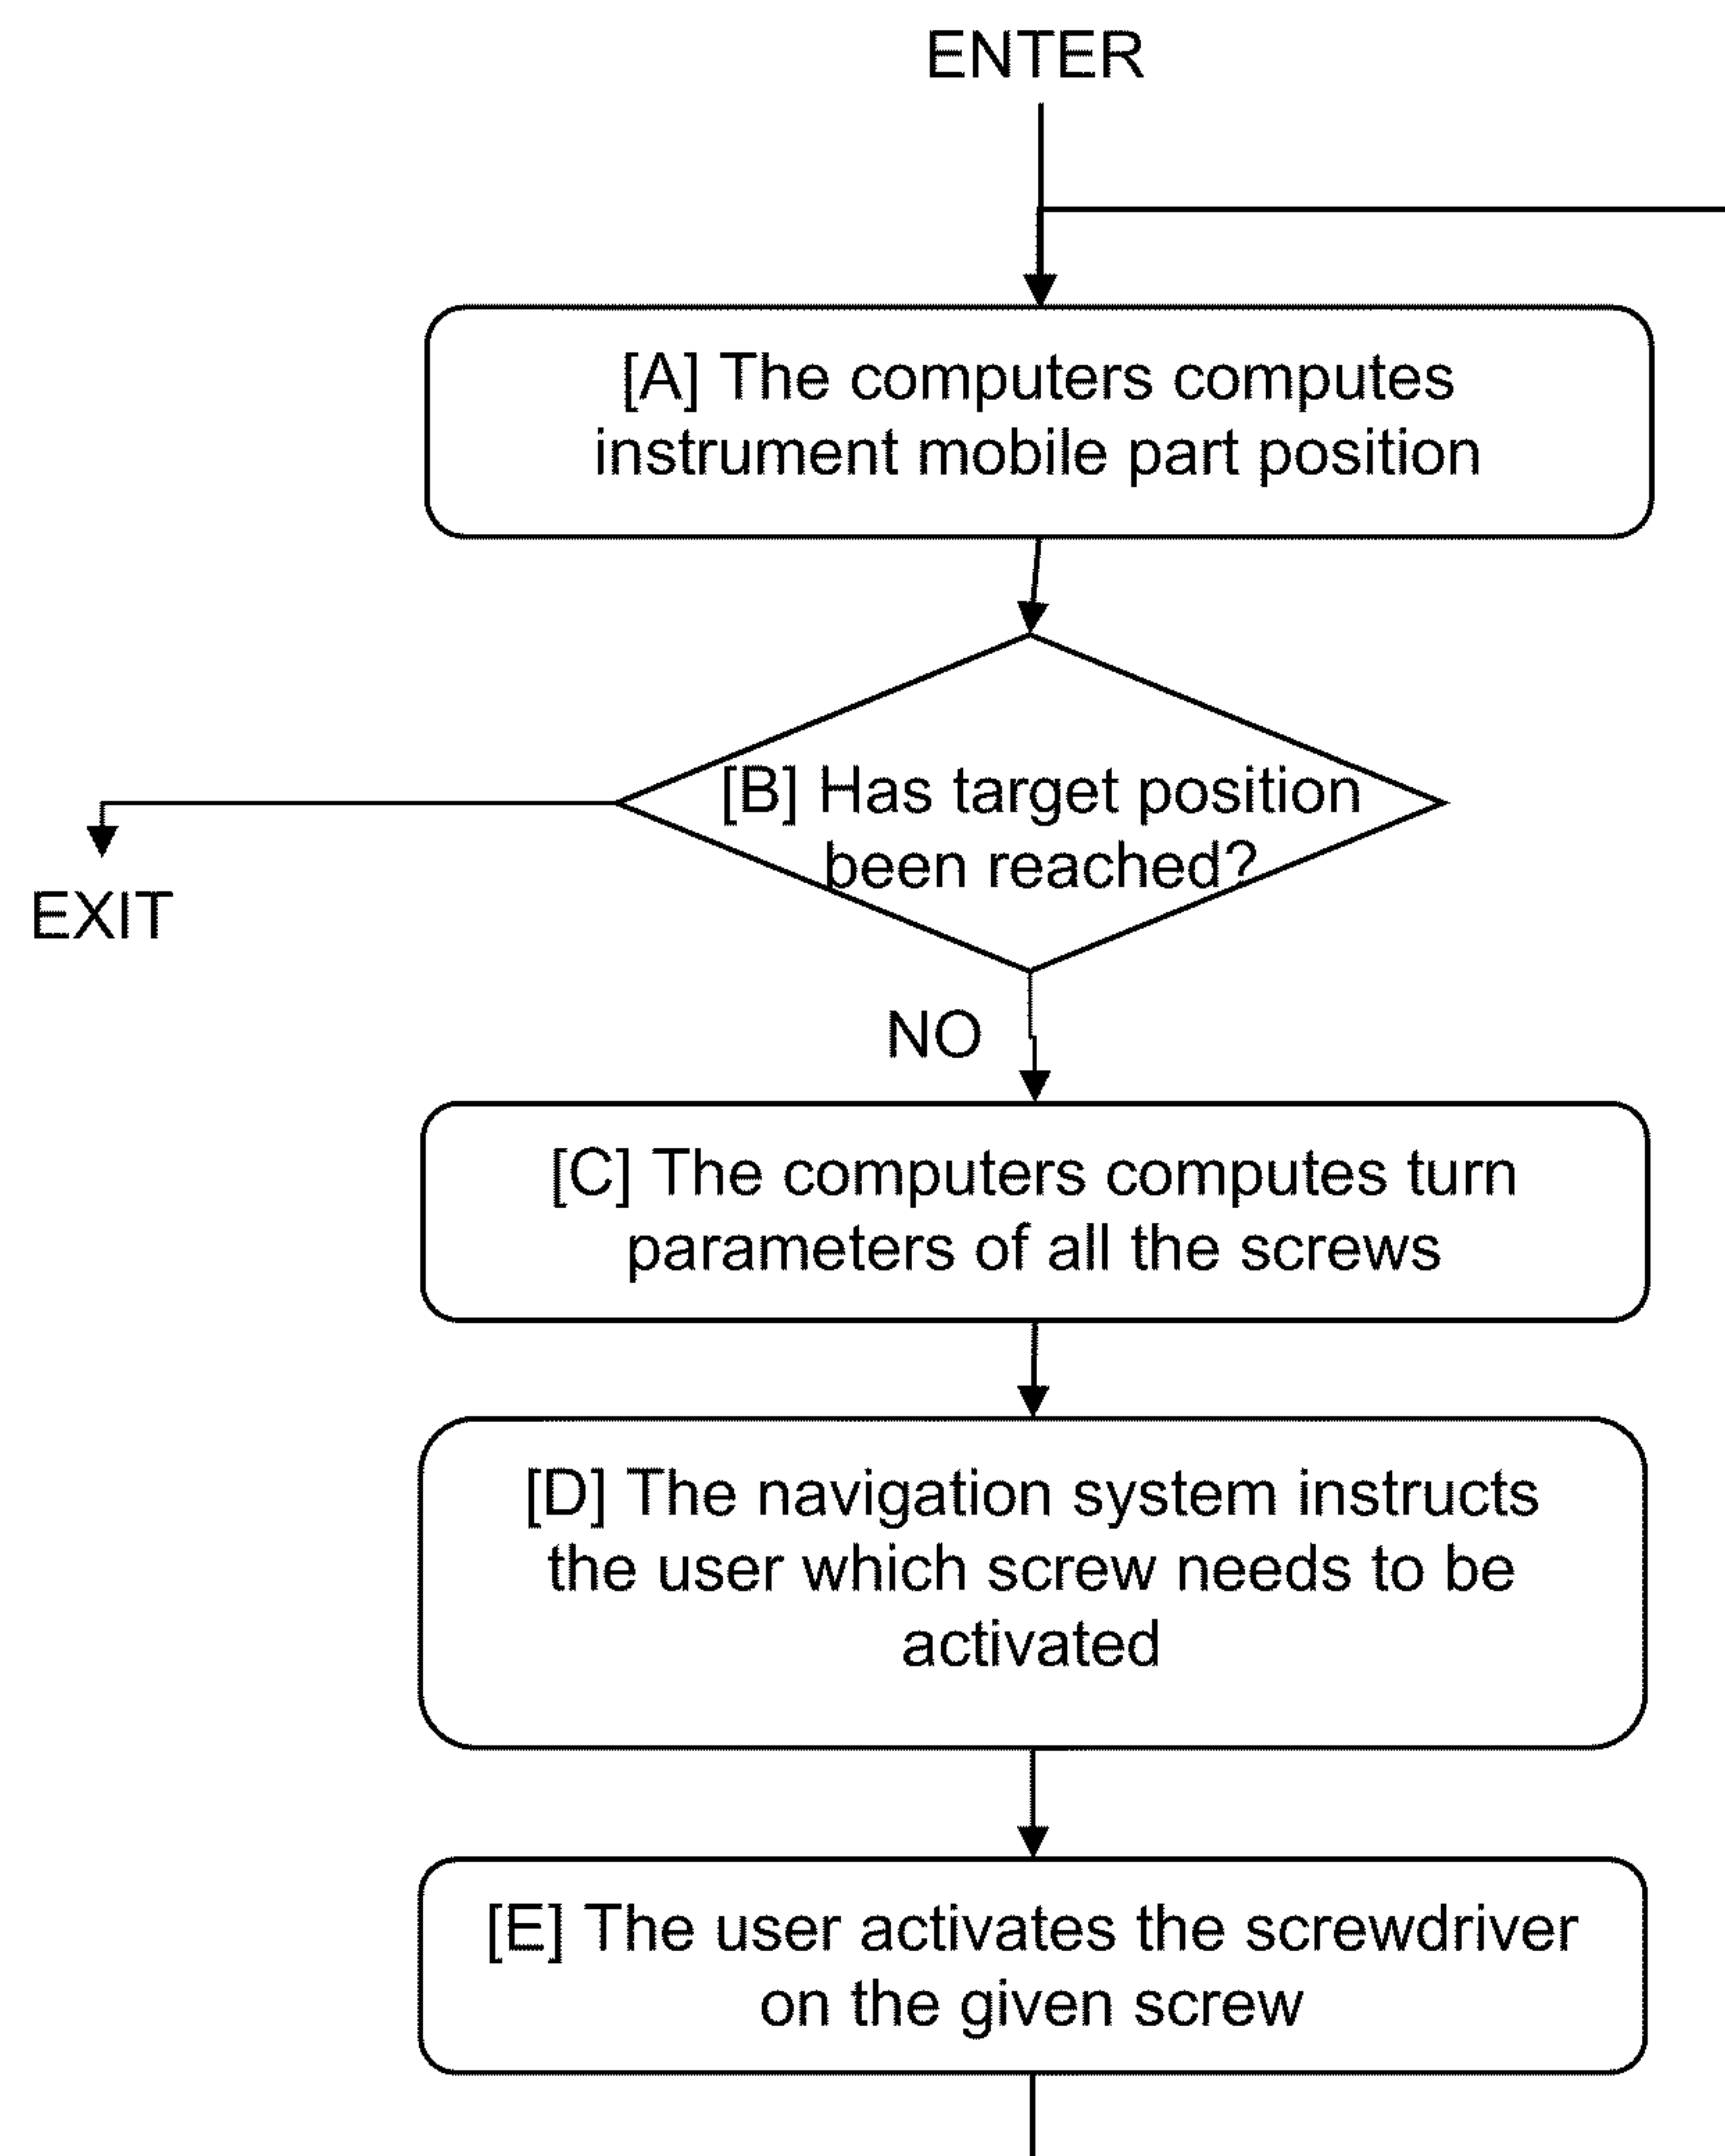 ENTER
[A] The computers computes
instrument mobile part position
[B] Has target position
been reached?
EXIT
NO
[C] The computers computes turn
parameters of all the screws
[D] The navigation system instructs
the user which screw needs to be
activated
[E] The user activates the screwdriver
on the given screw